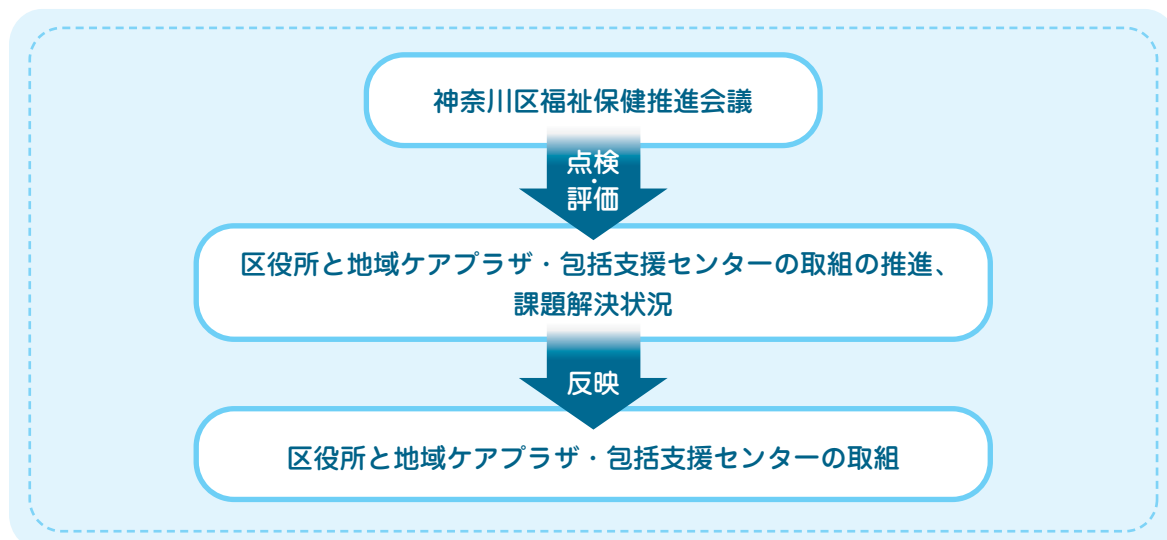 神奈川区福祉保健推進会議
点検
・
評価
区役所と地域ケアプラザ・包括支援センターの取組の推進、
課題解決状況
反映
区役所と地域ケアプラザ・包括支援センターの取組